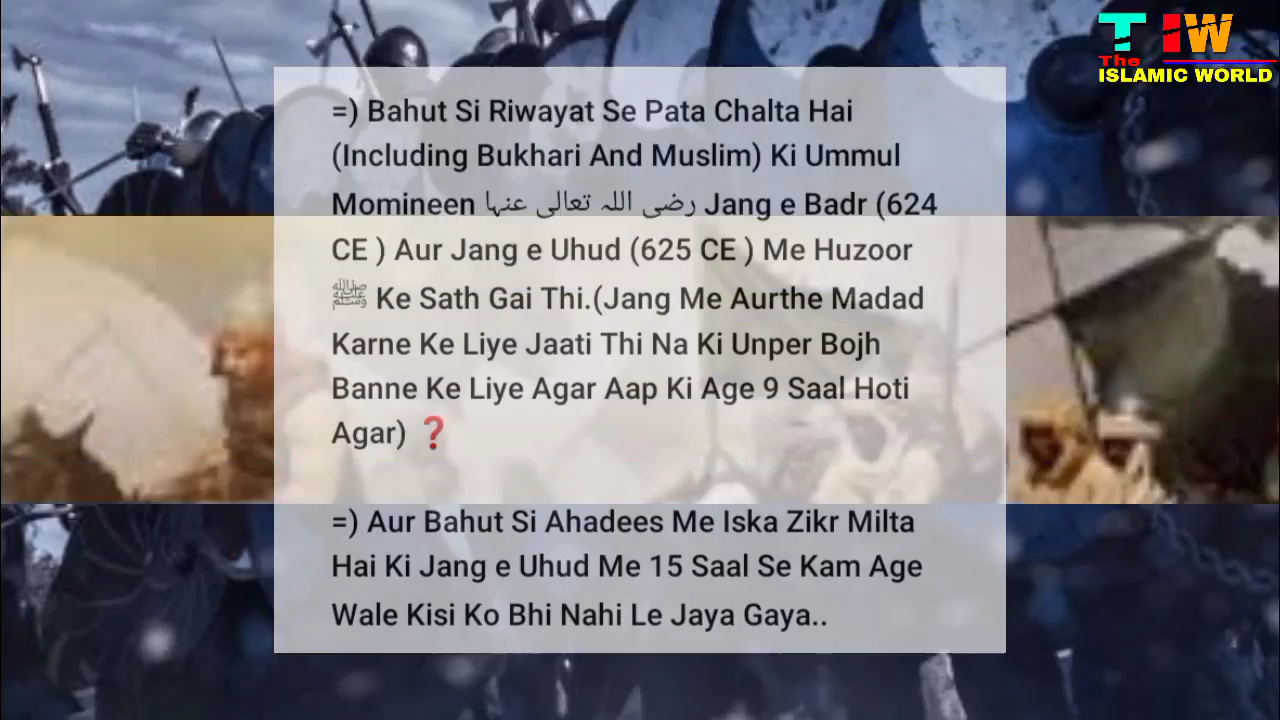 TIW
The
ISLAMIC WORLD
=) Bahut Si Riwayat Se Pata Chalta Hai
(Including Bukhari And Muslim) Ki Ummul
Momineen رضی اللہ تعالی عنہا Jang e Badr (624
CE ) Aur Jang e Uhud (625 CE ) Me Huzoor
ﷺ Ke Sath Gai Thi.(Jang Me Aurthe Madad
Karne Ke Liye Jaati Thi Na Ki Unper Bojh
Banne Ke Liye Agar Aap Ki Age 9 Saal Hoti
Agar) ❓
=) Aur Bahut Si Ahadees Me Iska Zikr Milta
Hai Ki Jang e Uhud Me 15 Saal Se Kam Age
Wale Kisi Ko Bhi Nahi Le Jaya Gaya..